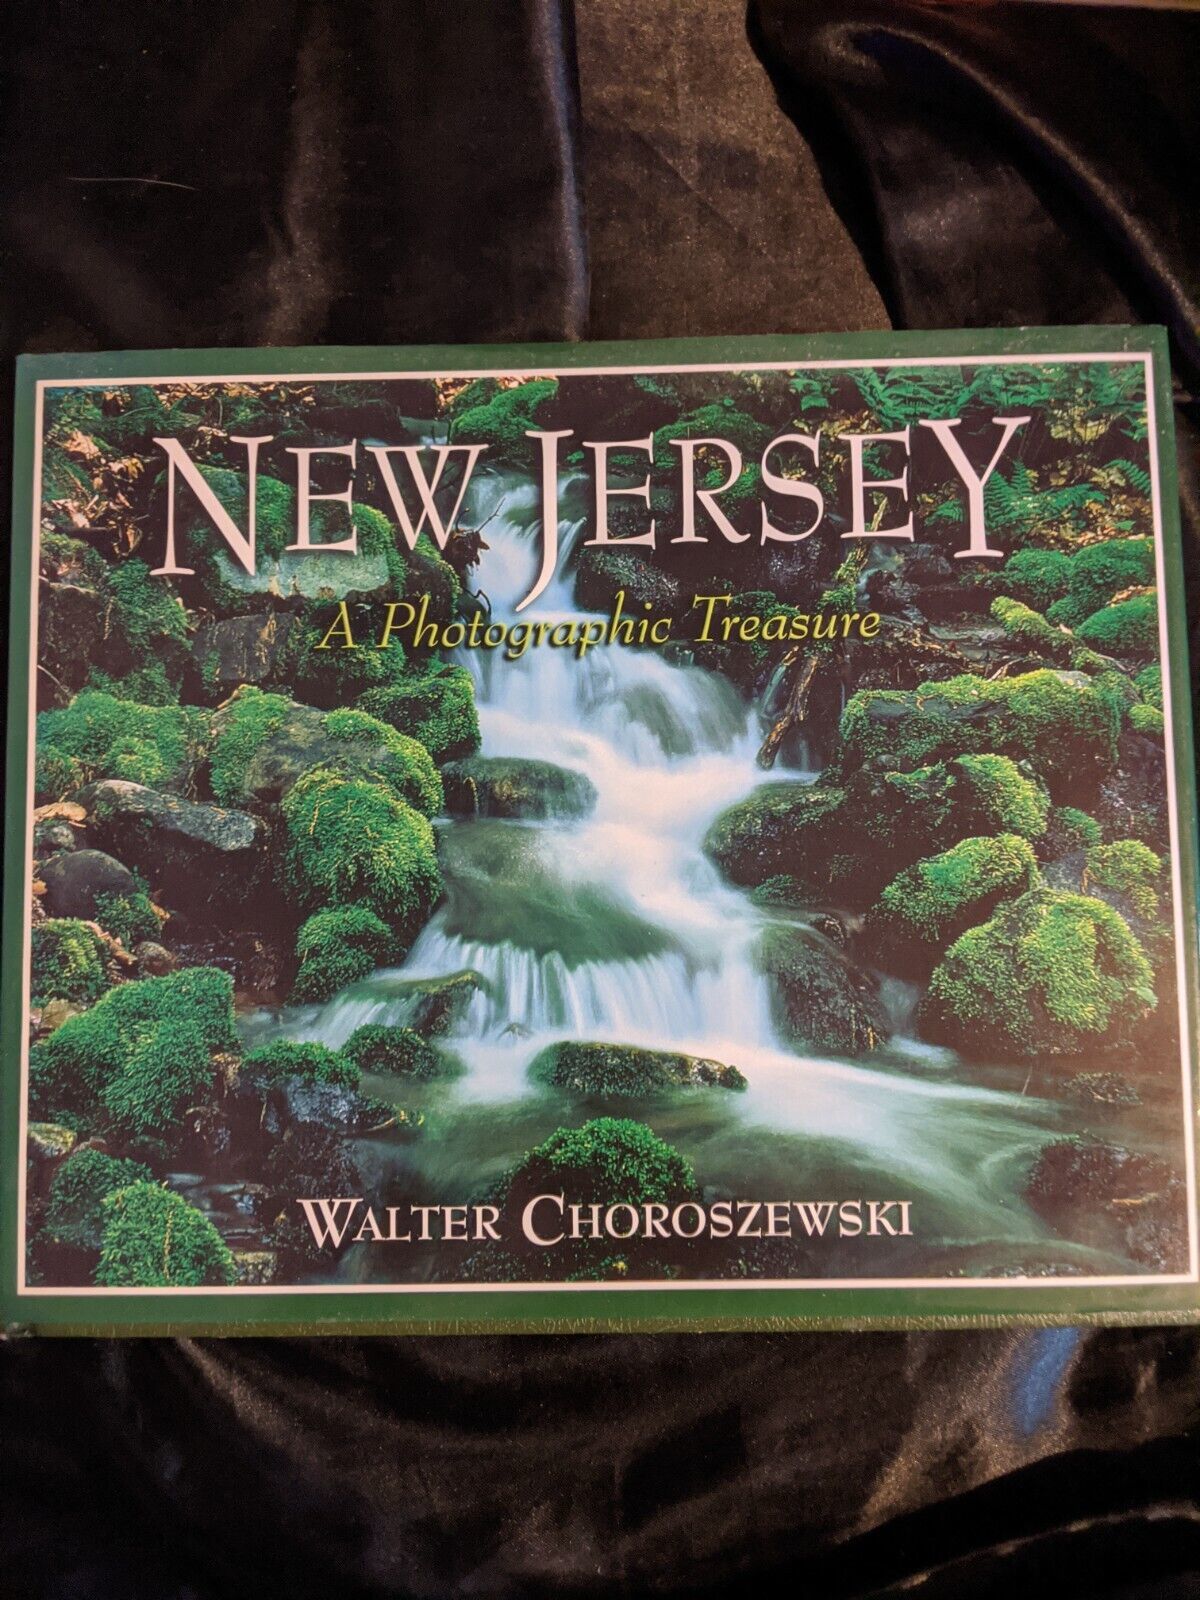 NEW JERSEY
A Photographic Treasure
WALTER CHOROSZEWSKI